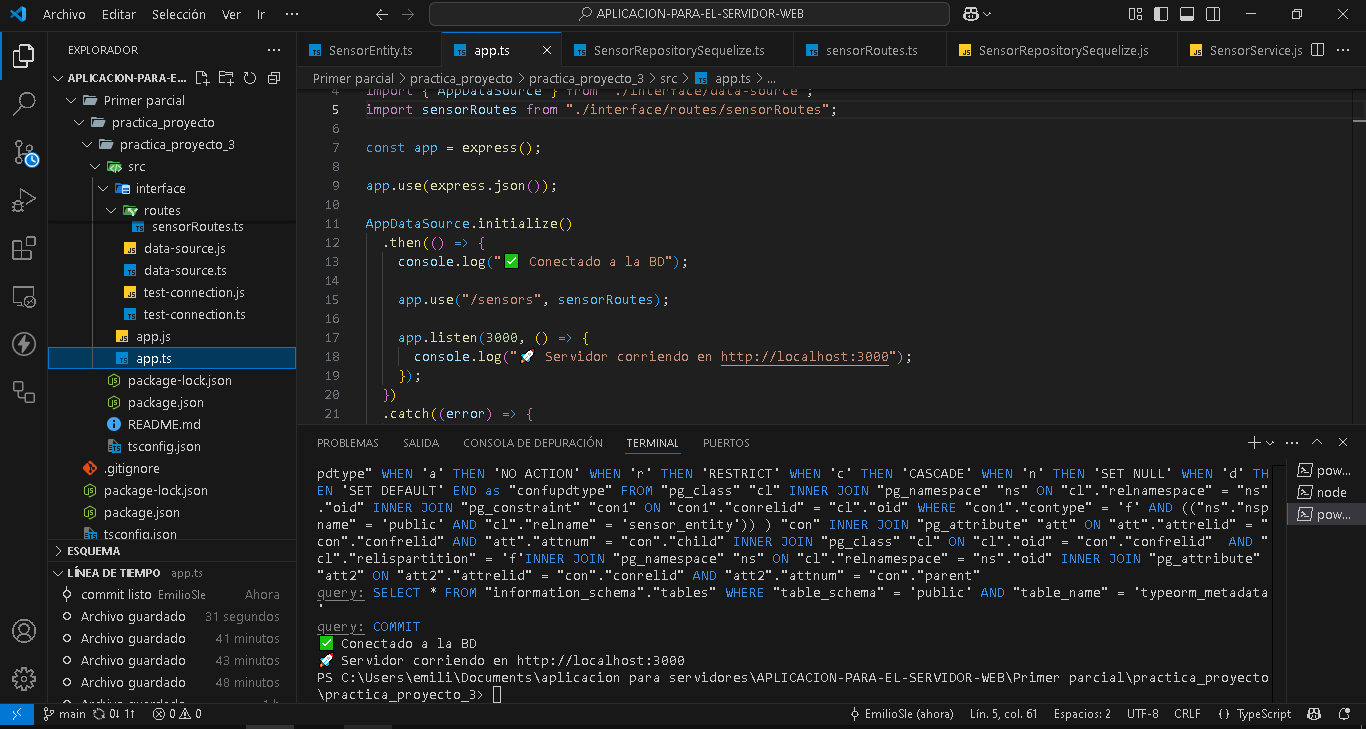 Archivo Editar Selección Ver Ir ··· APLICACION-PARA-EL-SERVIDOR-WEB
EXPLORADOR
APLICACION-PARA-E...
Primer parcial
practica_proyecto
practica_proyecto_3
src
interface
routes
sensorRoutes.ts
data-source.js
data-source.ts
test-connection.js
test-connection.ts
app.js
app.ts
package-lock.json
package.json
README.md
tsconfig.json
.gitignore
package-lock.json
package.json
tsconfig.json
ESQUEMA
LÍNEA DE TIEMPO app.ts
commit listo EmilioSle Ahora
Archivo guardado 31 segundos
Archivo guardado 41 minutos
Archivo guardado 43 minutos
Archivo guardado 48 minutos
SensorEntity.ts app.ts SensorRepositorySequelize.ts sensorRoutes.ts SensorRepositorySequelize.js SensorService.js
Primer parcial > practica_proyecto > practica_proyecto_3 > src > app.ts > ...
4 import { AppDataSource } from "./interface/data-source";
5 import sensorRoutes from "./interface/routes/sensorRoutes";
6
7 const app = express();
8
9 app.use(express.json());
10
11 AppDataSource.initialize()
12 .then(() => {
13 console.log("✅ Conectado a la BD");
14
15 app.use("/sensors", sensorRoutes);
16
17 app.listen(3000, () => {
18 console.log("🚀 Servidor corriendo en http://localhost:3000");
19 });
20 })
21 .catch((error) => {
PROBLEMAS SALIDA CONSOLA DE DEPURACIÓN TERMINAL PUERTOS
pdtype" WHEN 'a' THEN 'NO ACTION' WHEN 'r' THEN 'RESTRICT' WHEN 'c' THEN 'CASCADE' WHEN 'n' THEN 'SET NULL' WHEN 'd' TH
EN 'SET DEFAULT' END as "confupdtype" FROM "pg_class" "cl" INNER JOIN "pg_namespace" "ns" ON "cl"."relnamespace" = "ns"
."oid" INNER JOIN "pg_constraint" "con1" ON "con1"."conrelid" = "cl"."oid" WHERE "con1"."contype" = 'f' AND (("ns"."nsp
name" = 'public' AND "cl"."relname" = 'sensor_entity')) ) "con" INNER JOIN "pg_attribute" "att" ON "att"."attrelid" = "
con"."confrelid" AND "att"."attnum" = "con"."child" INNER JOIN "pg_class" "cl" ON "cl"."oid" = "con"."confrelid"  AND "
cl"."relispartition" = 'f'INNER JOIN "pg_namespace" "ns" ON "cl"."relnamespace" = "ns"."oid" INNER JOIN "pg_attribute"
"att2" ON "att2"."attrelid" = "con"."conrelid" AND "att2"."attnum" = "con"."parent"
query: SELECT * FROM "information_schema"."tables" WHERE "table_schema" = 'public' AND "table_name" = 'typeorm_metadata
'
query: COMMIT
✅ Conectado a la BD
🚀 Servidor corriendo en http://localhost:3000
PS C:\Users\emili\Documents\aplicacion para servidores\APLICACION-PARA-EL-SERVIDOR-WEB\Primer parcial\practica_proyecto
\practica_proyecto_3>
pow...
node
pow...
main 0↓ 1↑ 0 0 EmilioSle (ahora) Lín. 5, col. 61 Espacios: 2 UTF-8 CRLF {} TypeScript